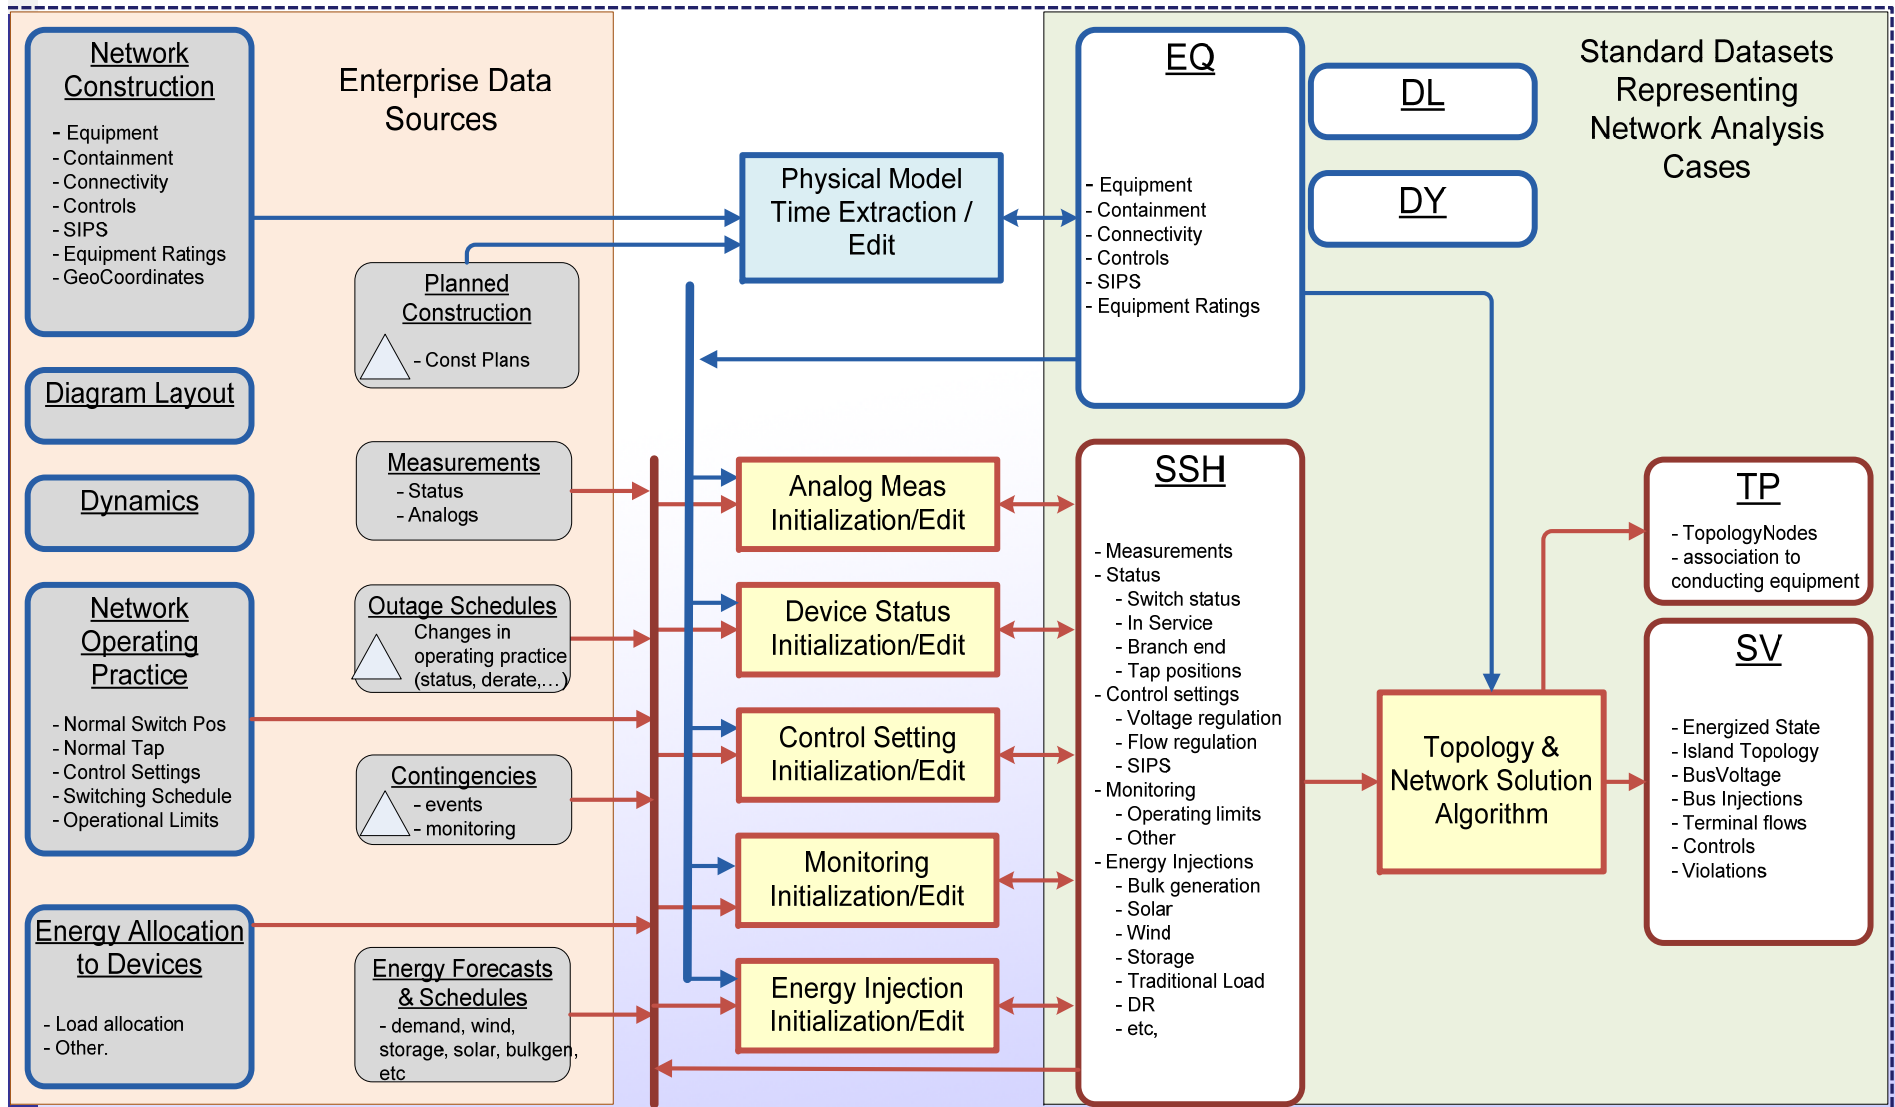 Network
Construction
- Equipment
- Containment
- Connectivity
- Controls
- SIPS
- Equipment Ratings
- GeoCoordinates
Enterprise Data
Sources
Planned
Construction
- Const Plans
Diagram Layout
Dynamics
Measurements
- Status
- Analogs
Network
Operating
Practice
- Normal Switch Pos
- Normal Tap
- Control Settings
- Switching Schedule
- Operational Limits
Outage Schedules
Changes in
operating practice
(status, derate,...)
Contingencies
- events
- monitoring
Energy Allocation
to Devices
- Load allocation
- Other.
Energy Forecasts
& Schedules
- demand, wind,
storage, solar, bulkgen,
etc
Physical Model
Time Extraction /
Edit
Analog Meas
Initialization/Edit
Device Status
Initialization/Edit
Control Setting
Initialization/Edit
Monitoring
Initialization/Edit
Energy Injection
Initialization/Edit
EQ
- Equipment
- Containment
- Connectivity
- Controls
- SIPS
- Equipment Ratings
DL
DY
Standard Datasets
Representing
Network Analysis
Cases
SSH
- Measurements
- Status
- Switch status
- In Service
- Branch end
- Tap positions
- Control settings
- Voltage regulation
- Flow regulation
- SIPS
- Monitoring
- Operating limits
- Other
- Energy Injections
- Bulk generation
- Solar
- Wind
- Storage
- Traditional Load
- DR
- etc,
Topology &
Network Solution
Algorithm
TP
- TopologyNodes
- association to
conducting equipment
SV
- Energized State
- Island Topology
- BusVoltage
- Bus Injections
- Terminal flows
- Controls
- Violations